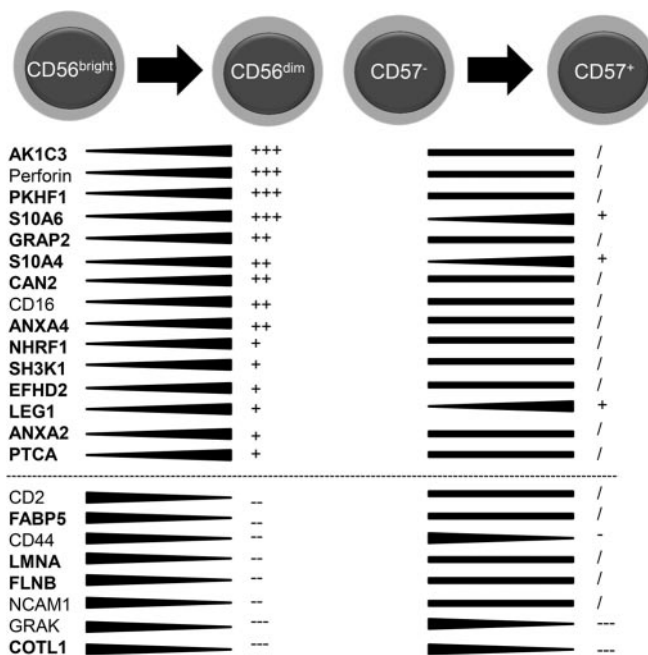 CD56bright CD56dim CD57- CD57+
AK1C3 +++ /
Perforin +++ /
PKHF1 +++ /
S10A6 +++ +
GRAP2 ++ /
S10A4 ++ +
CAN2 ++ /
CD16 ++ /
ANXA4 ++ /
NHRF1 + /
SH3K1 + /
EFHD2 + /
LEG1 + +
ANXA2 + /
PTCA + /
CD2 -- /
FABP5 -- /
CD44 -- -
LMNA -- /
FLNB -- /
NCAM1 -- /
GRAK --- ---
COTL1 --- ---